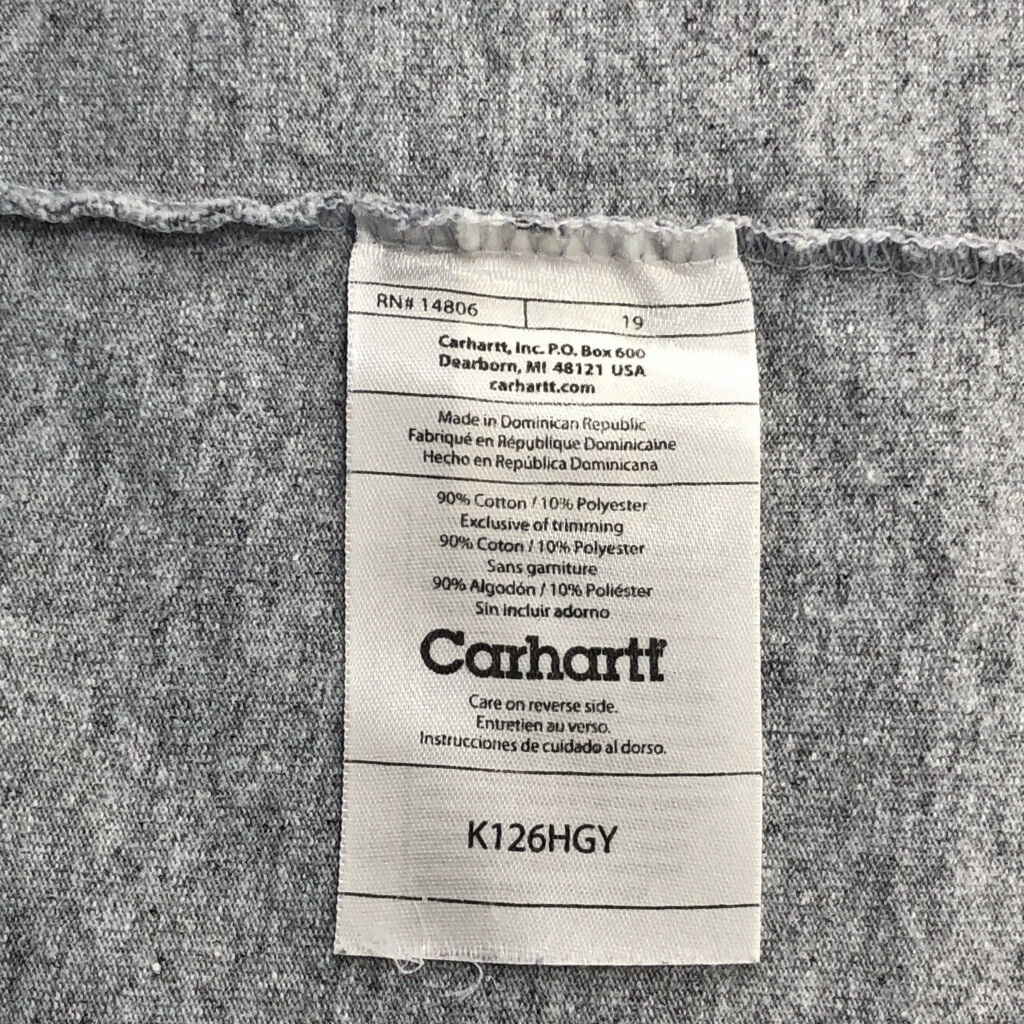 RN# 14806
19
Carhartt, Inc. P.O. Box 600
Dearborn, MI 48121 USA
carhartt.com
Made in Dominican Republic
Fabriqué en République Dominicaine
Hecho en República Dominicana
90% Cotton / 10% Polyester
Exclusive of trimming
90% Coton / 10% Polyester
Sans garniture
90% Algodón / 10% Poliéster
Sin incluir adorno
Carhartt
Care on reverse side.
Entretien au verso.
Instrucciones de cuidado al dorso.
K126HGY